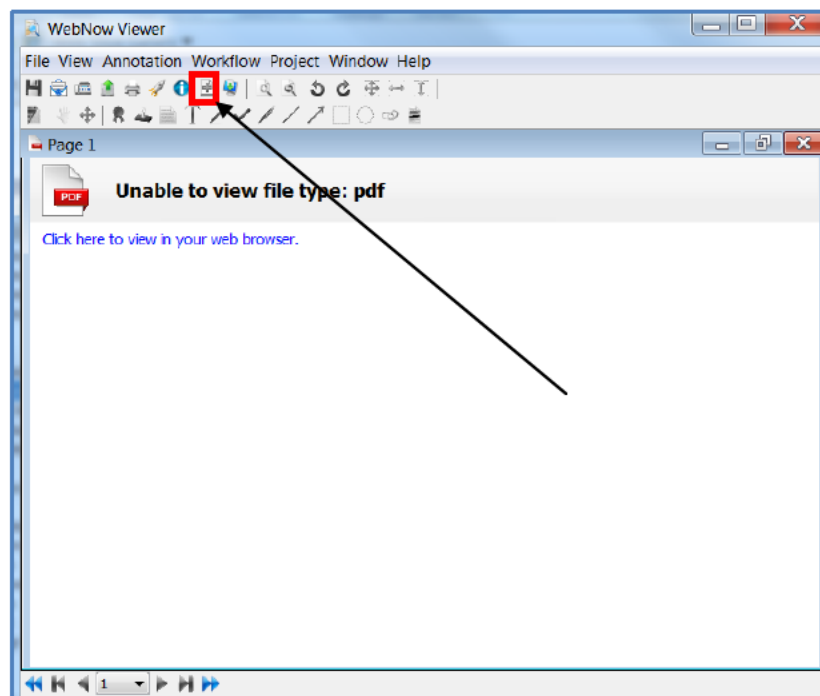 WebNow Viewer
File View Annotation Workflow Project Window Help
Page 1
PDF
Unable to view file type: pdf
Click here to view in your web browser.
1